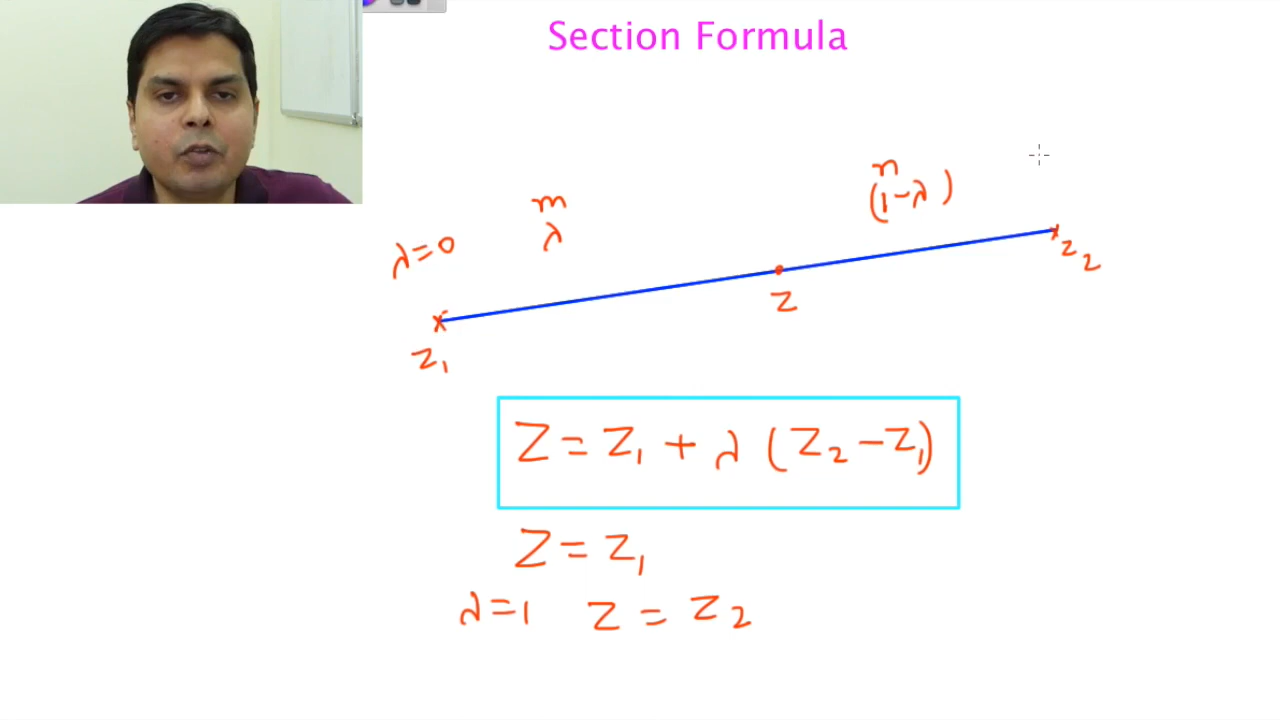 Section Formula
n
(1-λ)
m
λ
λ=0
z₂
z
z₁
z = z₁ + λ (z₂ - z₁)
z = z₁
λ=1 z = z₂